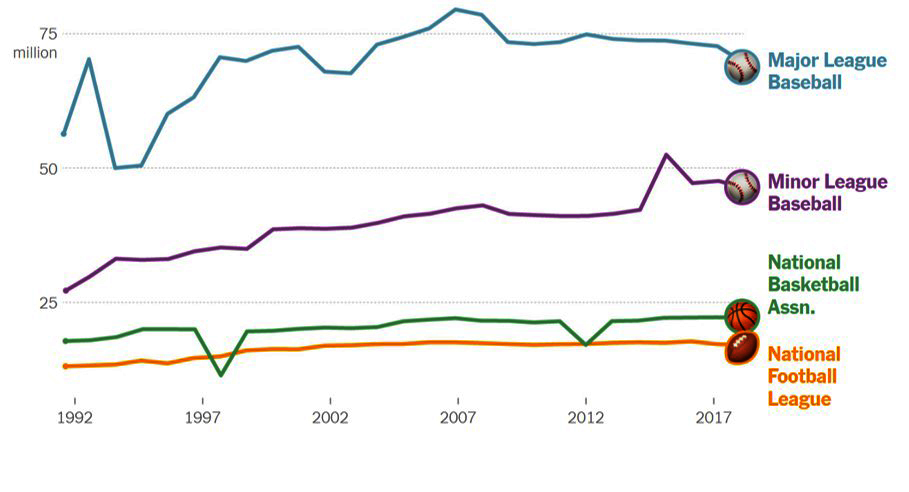 75
million
Major League
Baseball
50
Minor League
Baseball
National
Basketball
Assn.
25
National
Football
League
1992 1997 2002 2007 2012 2017